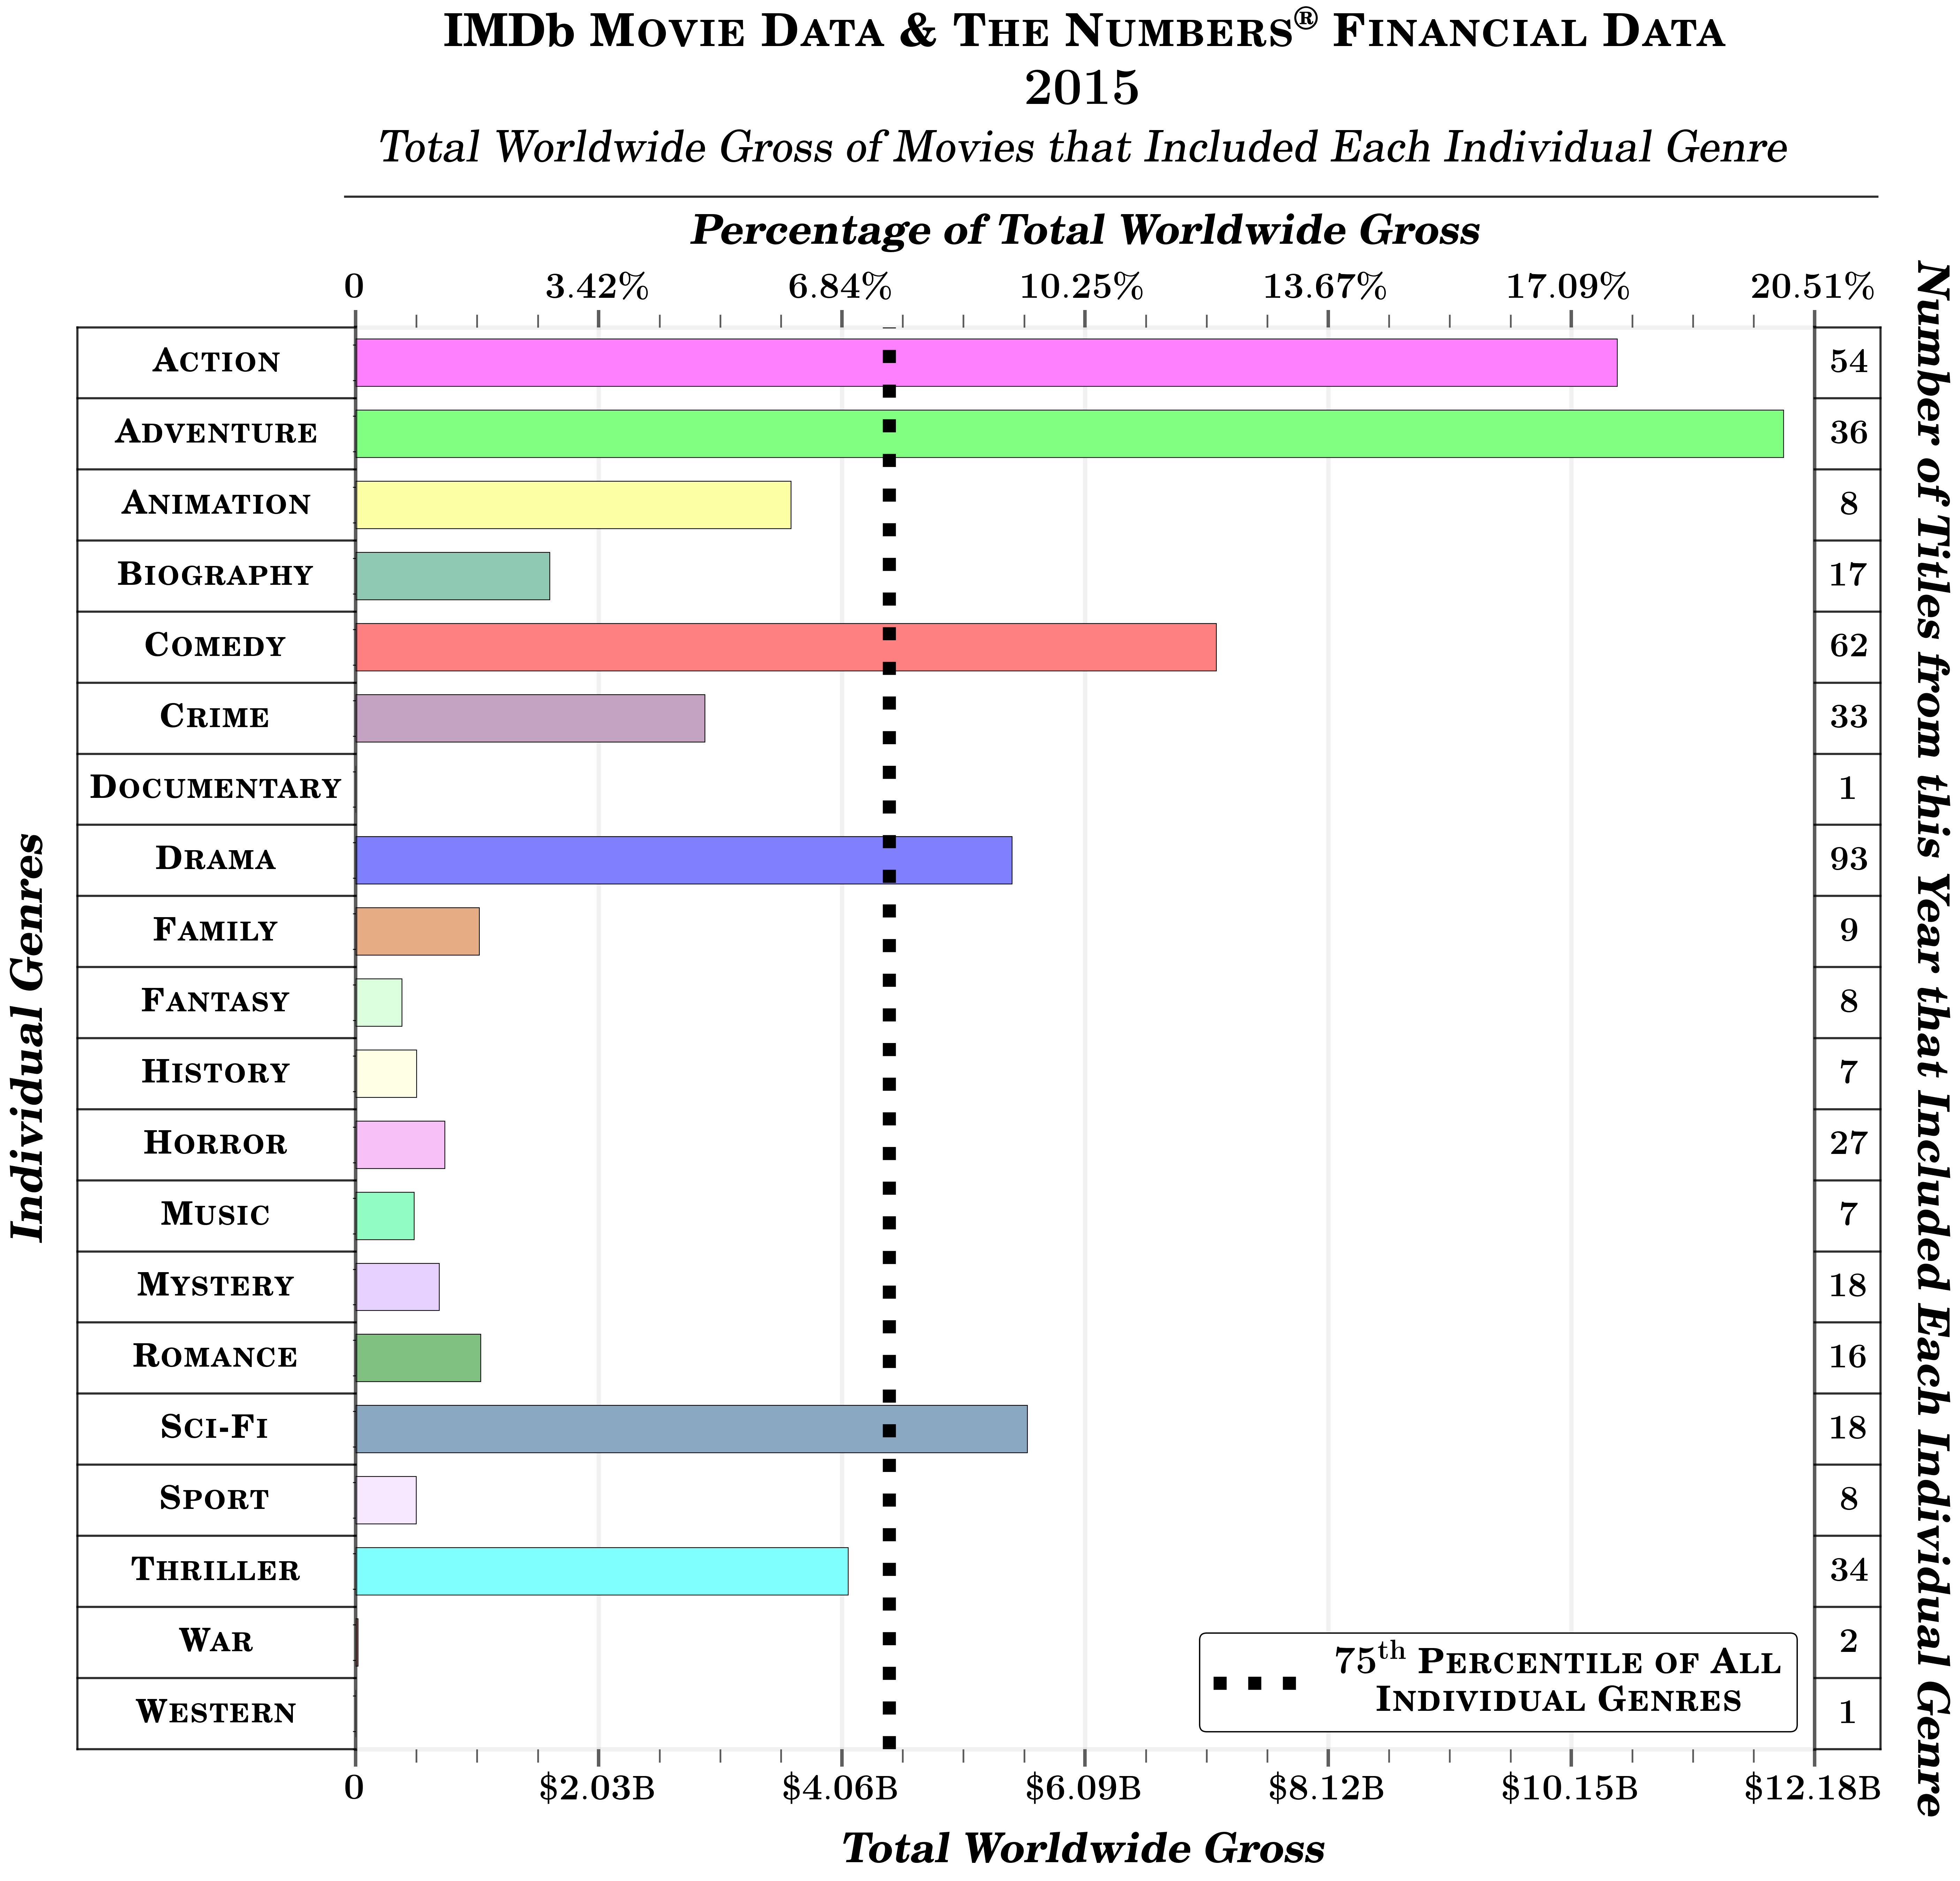 IMDb MOVIE DATA & THE NUMBERS® FINANCIAL DATA
2015
Total Worldwide Gross of Movies that Included Each Individual Genre
Percentage of Total Worldwide Gross
0 3.42% 6.84% 10.25% 13.67% 17.09% 20.51%
Individual Genres
ACTION 54
ADVENTURE 36
ANIMATION 8
BIOGRAPHY 17
COMEDY 62
CRIME 33
DOCUMENTARY 1
DRAMA 93
FAMILY 9
FANTASY 8
HISTORY 7
HORROR 27
MUSIC 7
MYSTERY 18
ROMANCE 16
SCI-FI 18
SPORT 8
THRILLER 34
WAR 2
WESTERN 1
Number of Titles from this Year that Included Each Individual Genre
75th PERCENTILE OF ALL
INDIVIDUAL GENRES
0 $2.03B $4.06B $6.09B $8.12B $10.15B $12.18B
Total Worldwide Gross